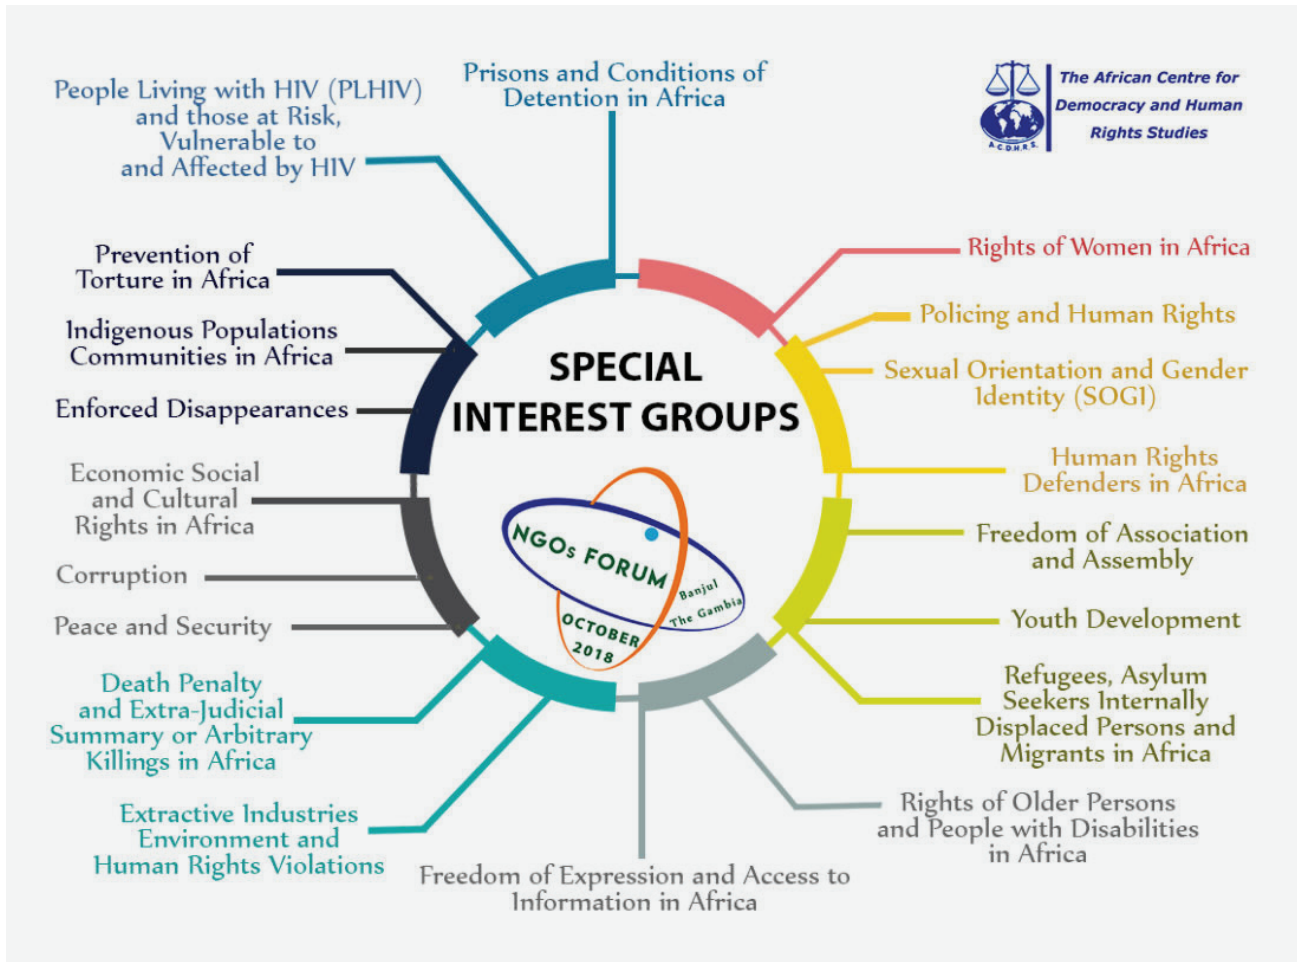 People Living with HIV (PLHIV)
and those at Risk,
Vulnerable to
and Affected by HIV
Prisons and Conditions of
Detention in Africa
The African Centre for
Democracy and Human
Rights Studies
A.C.D.H.R.S.
Rights of Women in Africa
Policing and Human Rights
Sexual Orientation and Gender
Identity (SOGI)
Human Rights
Defenders in Africa
Freedom of Association
and Assembly
Youth Development
Refugees, Asylum
Seekers Internally
Displaced Persons and
Migrants in Africa
Rights of Older Persons
and People with Disabilities
in Africa
Freedom of Expression and Access to
Information in Africa
Extractive Industries
Environment and
Human Rights Violations
Death Penalty
and Extra-Judicial
Summary or Arbitrary
Killings in Africa
Peace and Security
Corruption
Economic Social
and Cultural
Rights in Africa
Enforced Disappearances
Indigenous Populations
Communities in Africa
Prevention of
Torture in Africa
SPECIAL
INTEREST GROUPS
NGOs FORUM
Banjul
The Gambia
OCTOBER
2018